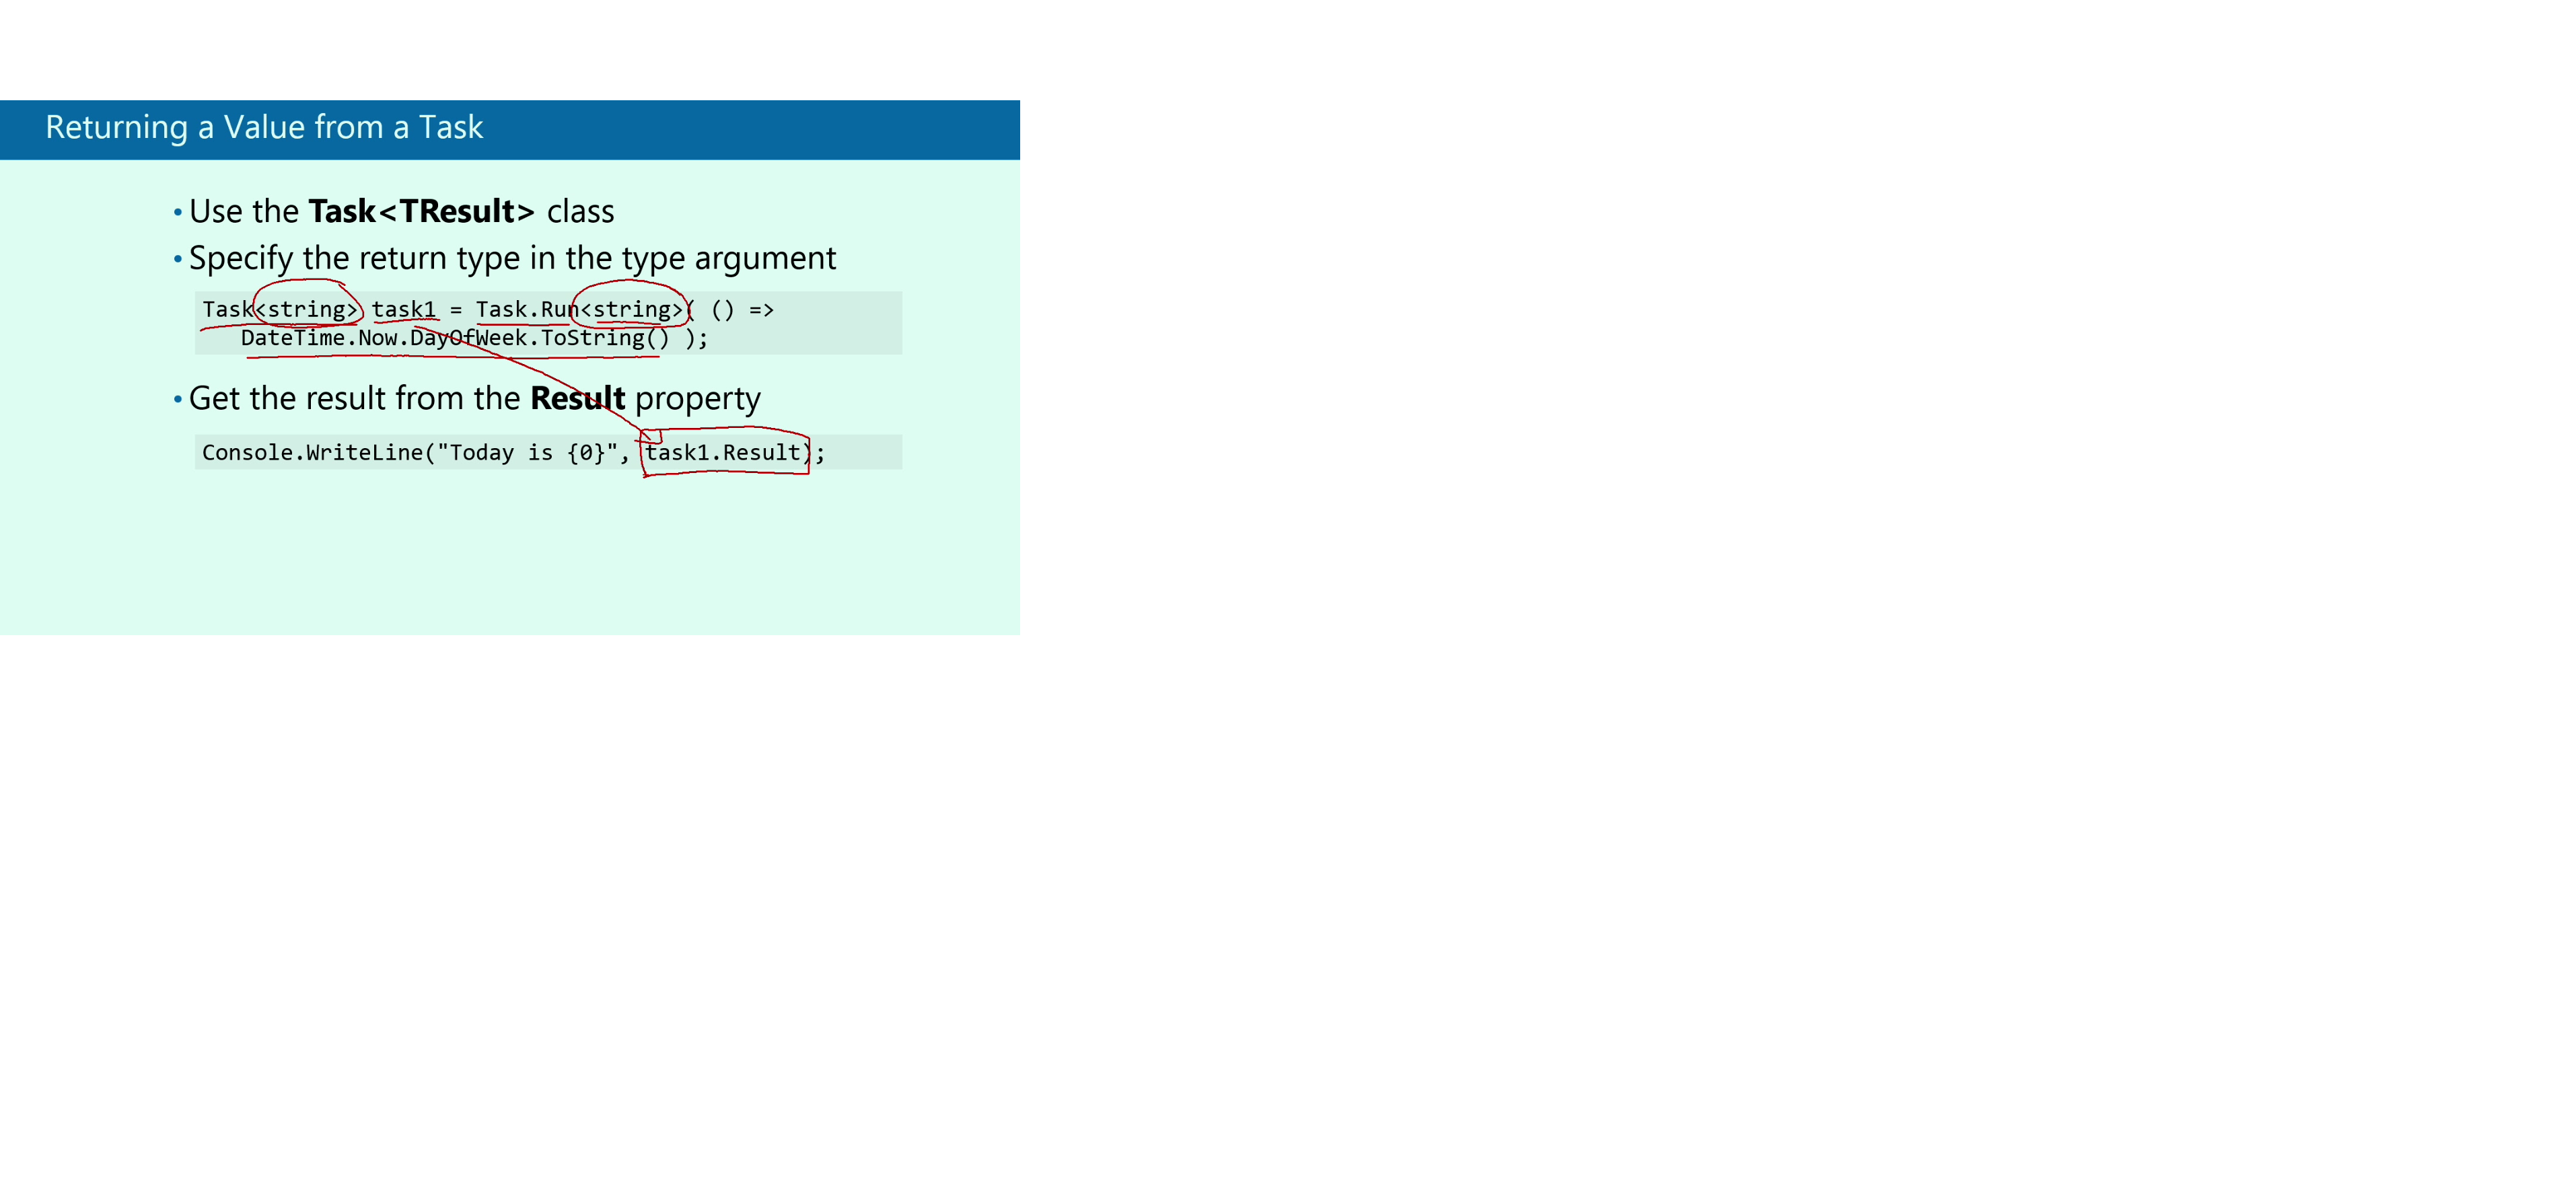 Returning a Value from a Task
• Use the Task<TResult> class
• Specify the return type in the type argument
Task<string> task1 = Task.Run<string>( () =>
DateTime.Now.DayOfWeek.ToString() );
• Get the result from the Result property
Console.WriteLine("Today is {0}", task1.Result);